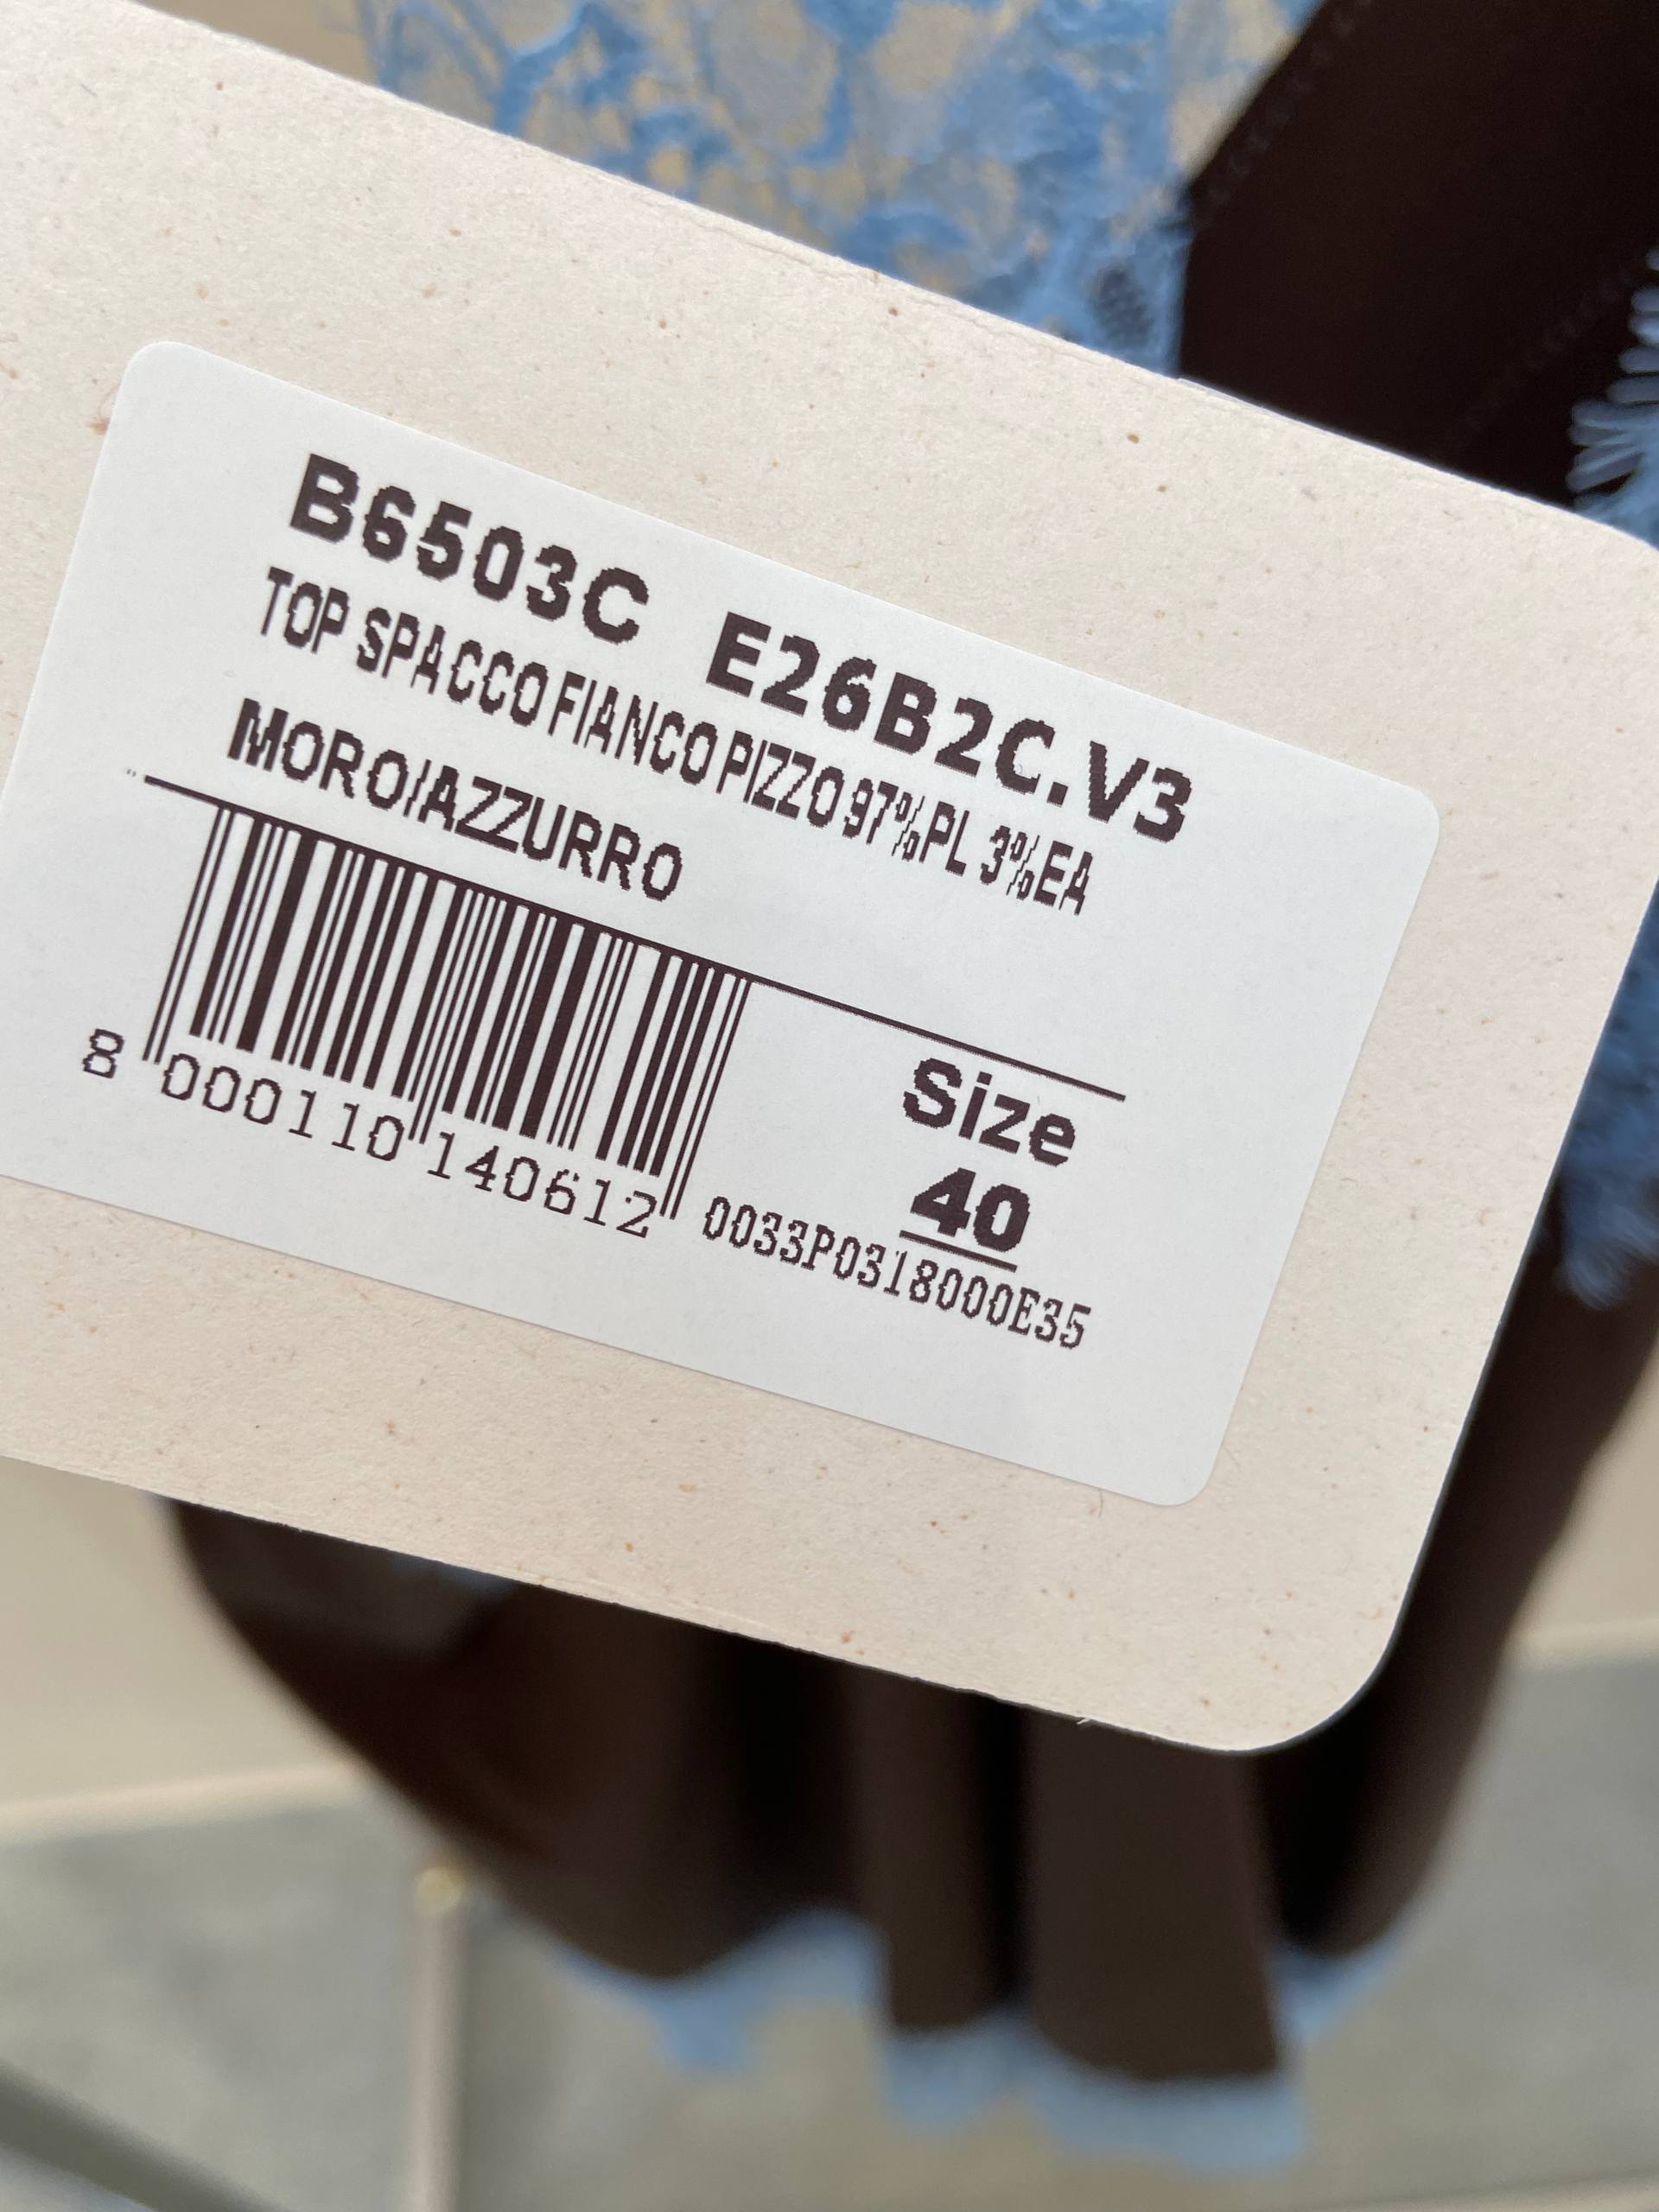 B6503C E26B2C.V3
TOP SPACCO FIANCO PIZZO 97%PL 3%EA
MORO/AZZURRO
Size
40
8 000110 140612
0033P0318000E35